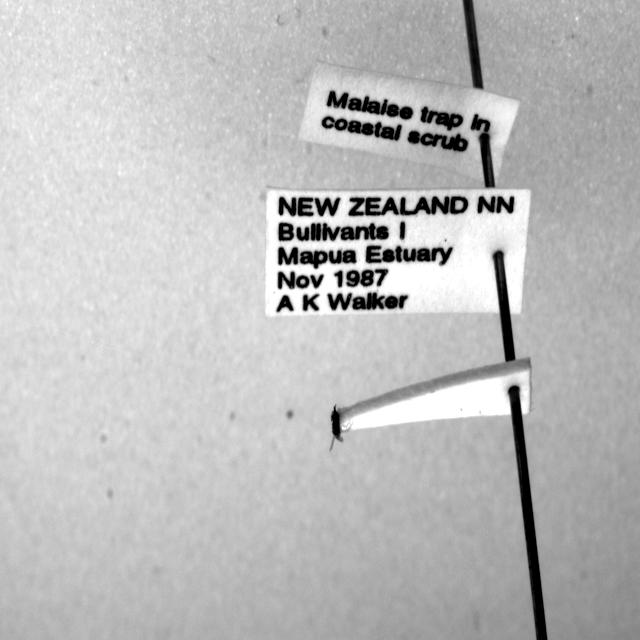 Malaise trap in
coastal scrub
NEW ZEALAND NN
Bullivants I
Mapua Estuary
Nov 1987
A K Walker